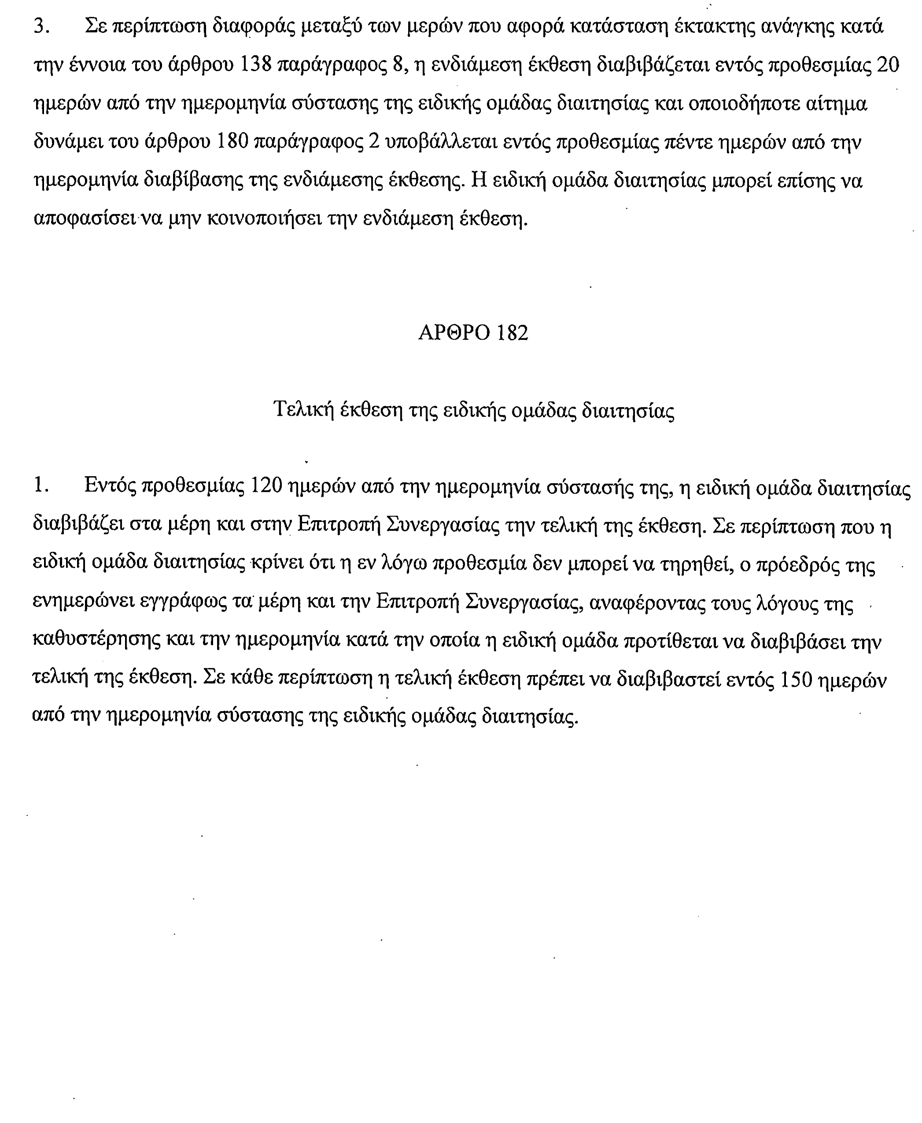 3. Σε περίπτωση διαφοράς μεταξύ των μερών που αφορά κατάσταση έκτακτης ανάγκης κατά
την έννοια του άρθρου 138 παράγραφος 8, η ενδιάμεση έκθεση διαβιβάζεται εντός προθεσμίας 20
ημερών από την ημερομηνία σύστασης της ειδικής ομάδας διαιτησίας και οποιοδήποτε αίτημα
δυνάμει του άρθρου 180 παράγραφος 2 υποβάλλεται εντός προθεσμίας πέντε ημερών από την
ημερομηνία διαβίβασης της ενδιάμεσης έκθεσης. Η ειδική ομάδα διαιτησίας μπορεί επίσης να
αποφασίσει να μην κοινοποιήσει την ενδιάμεση έκθεση.
ΑΡΘΡΟ 182
Τελική έκθεση της ειδικής ομάδας διαιτησίας
1. Εντός προθεσμίας 120 ημερών από την ημερομηνία σύστασής της, η ειδική ομάδα διαιτησίας
διαβιβάζει στα μέρη και στην Επιτροπή Συνεργασίας την τελική της έκθεση. Σε περίπτωση που η
ειδική ομάδα διαιτησίας κρίνει ότι η εν λόγω προθεσμία δεν μπορεί να τηρηθεί, ο πρόεδρός της
ενημερώνει εγγράφως τα μέρη και την Επιτροπή Συνεργασίας, αναφέροντας τους λόγους της
καθυστέρησης και την ημερομηνία κατά την οποία η ειδική ομάδα προτίθεται να διαβιβάσει την
τελική της έκθεση. Σε κάθε περίπτωση η τελική έκθεση πρέπει να διαβιβαστεί εντός 150 ημερών
από την ημερομηνία σύστασης της ειδικής ομάδας διαιτησίας.